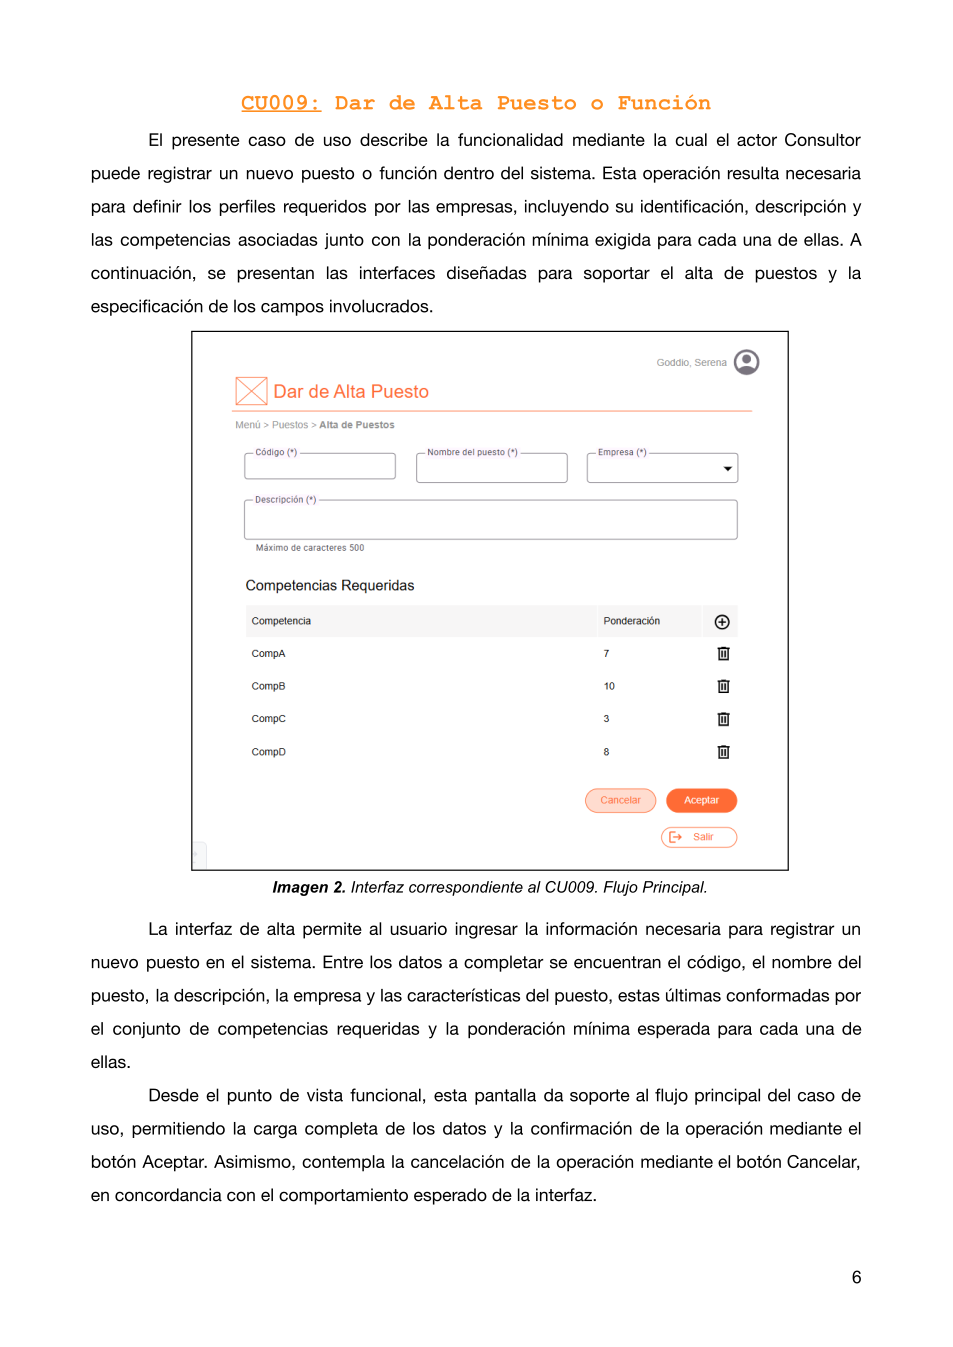 CU009: Dar de Alta Puesto o Función
El presente caso de uso describe la funcionalidad mediante la cual el actor Consultor
puede registrar un nuevo puesto o función dentro del sistema. Esta operación resulta necesaria
para definir los perfiles requeridos por las empresas, incluyendo su identificación, descripción y
las competencias asociadas junto con la ponderación mínima exigida para cada una de ellas. A
continuación, se presentan las interfaces diseñadas para soportar el alta de puestos y la
especificación de los campos involucrados.
Goddio, Serena
Dar de Alta Puesto
Menú > Puestos > Alta de Puestos
Código (*) Nombre del puesto (*) Empresa (*)
Descripción (*)
Máximo de caracteres 500
Competencias Requeridas
Competencia Ponderación
CompA 7
CompB 10
CompC 3
CompD 8
Cancelar Aceptar
Salir
Imagen 2. Interfaz correspondiente al CU009. Flujo Principal.
La interfaz de alta permite al usuario ingresar la información necesaria para registrar un
nuevo puesto en el sistema. Entre los datos a completar se encuentran el código, el nombre del
puesto, la descripción, la empresa y las características del puesto, estas últimas conformadas por
el conjunto de competencias requeridas y la ponderación mínima esperada para cada una de
ellas.
Desde el punto de vista funcional, esta pantalla da soporte al flujo principal del caso de
uso, permitiendo la carga completa de los datos y la confirmación de la operación mediante el
botón Aceptar. Asimismo, contempla la cancelación de la operación mediante el botón Cancelar,
en concordancia con el comportamiento esperado de la interfaz.
6